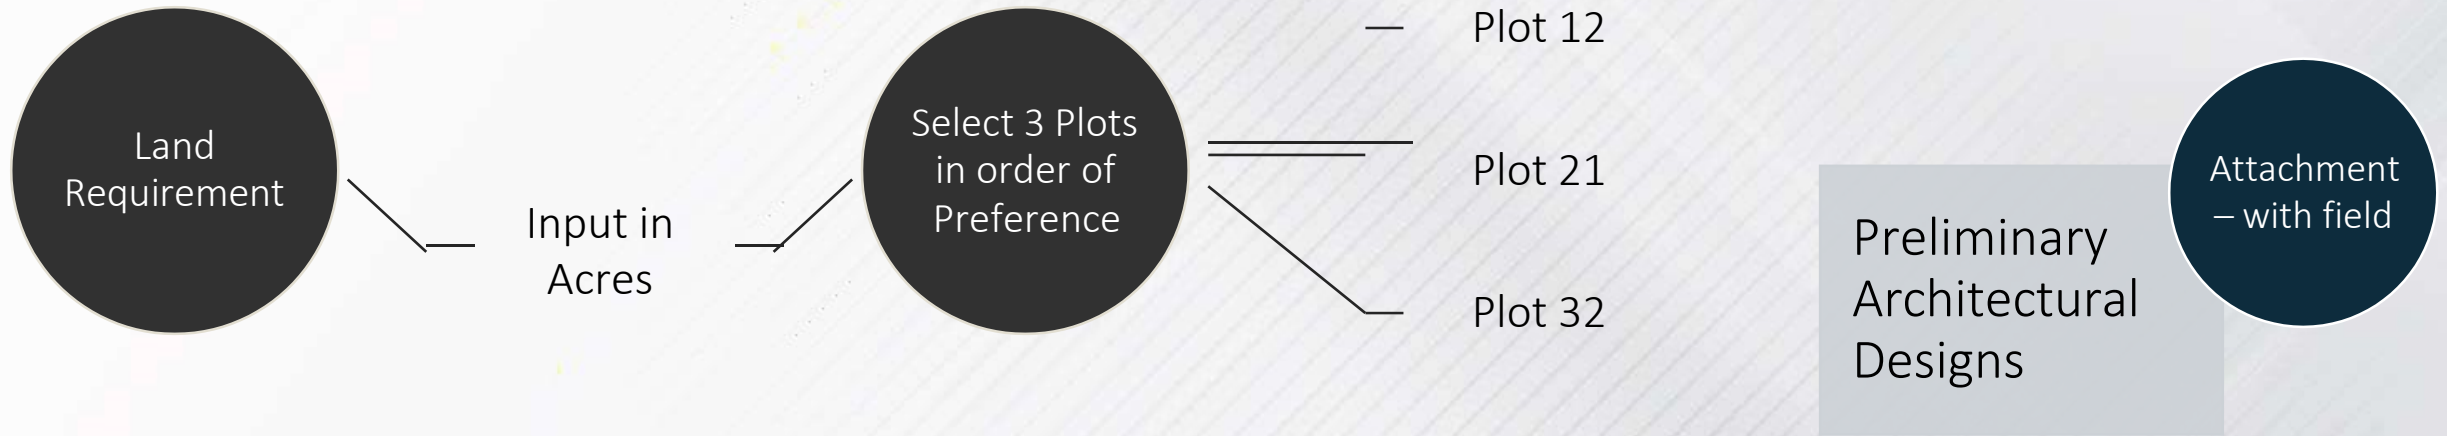 Land
Requirement
Input in
Acres
Select 3 Plots
in order of
Preference
Plot 12
Plot 21
Plot 32
Preliminary
Architectural
Designs
Attachment
– with field